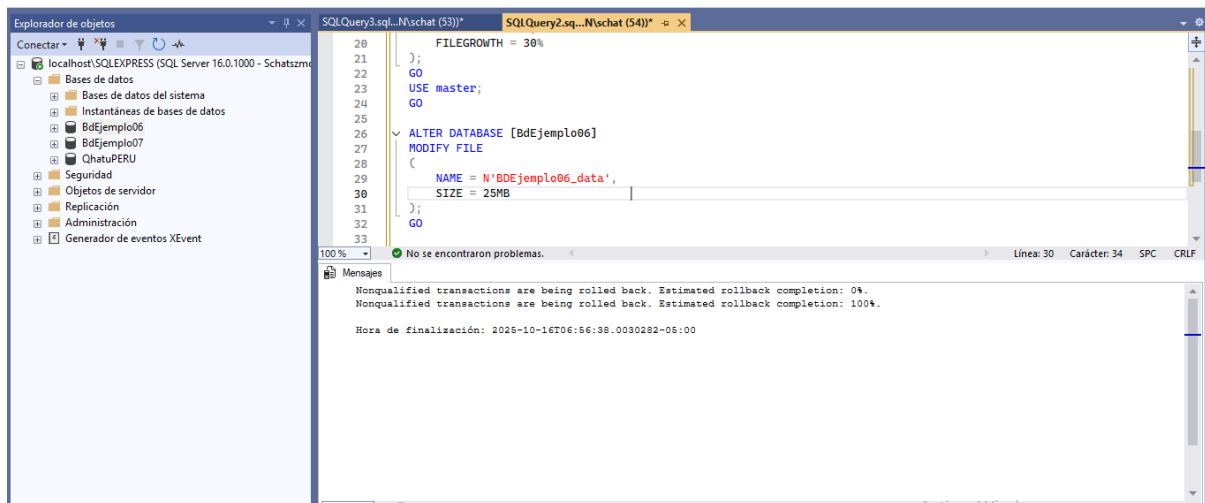 Explorador de objetos
Conectar
localhost\SQLEXPRESS (SQL Server 16.0.1000 - Schatszmo
Bases de datos
Bases de datos del sistema
Instantáneas de bases de datos
BdEjemplo06
BdEjemplo07
QhatuPERU
Seguridad
Objetos de servidor
Replicación
Administración
Generador de eventos XEvent
SQLQuery3.sql...N\schat (53))* SQLQuery2.sq...N\schat (54))*
20 FILEGROWTH = 30%
21 );
22 GO
23 USE master;
24 GO
25
26 ALTER DATABASE [BdEjemplo06]
27 MODIFY FILE
28 (
29 NAME = N'BDEjemplo06_data',
30 SIZE = 25MB
31 );
32 GO
33
100 % No se encontraron problemas. Línea: 30 Carácter: 34 SPC CRLF
Mensajes
Nonqualified transactions are being rolled back. Estimated rollback completion: 0%.
Nonqualified transactions are being rolled back. Estimated rollback completion: 100%.
Hora de finalización: 2025-10-16T06:56:38.0030282-05:00